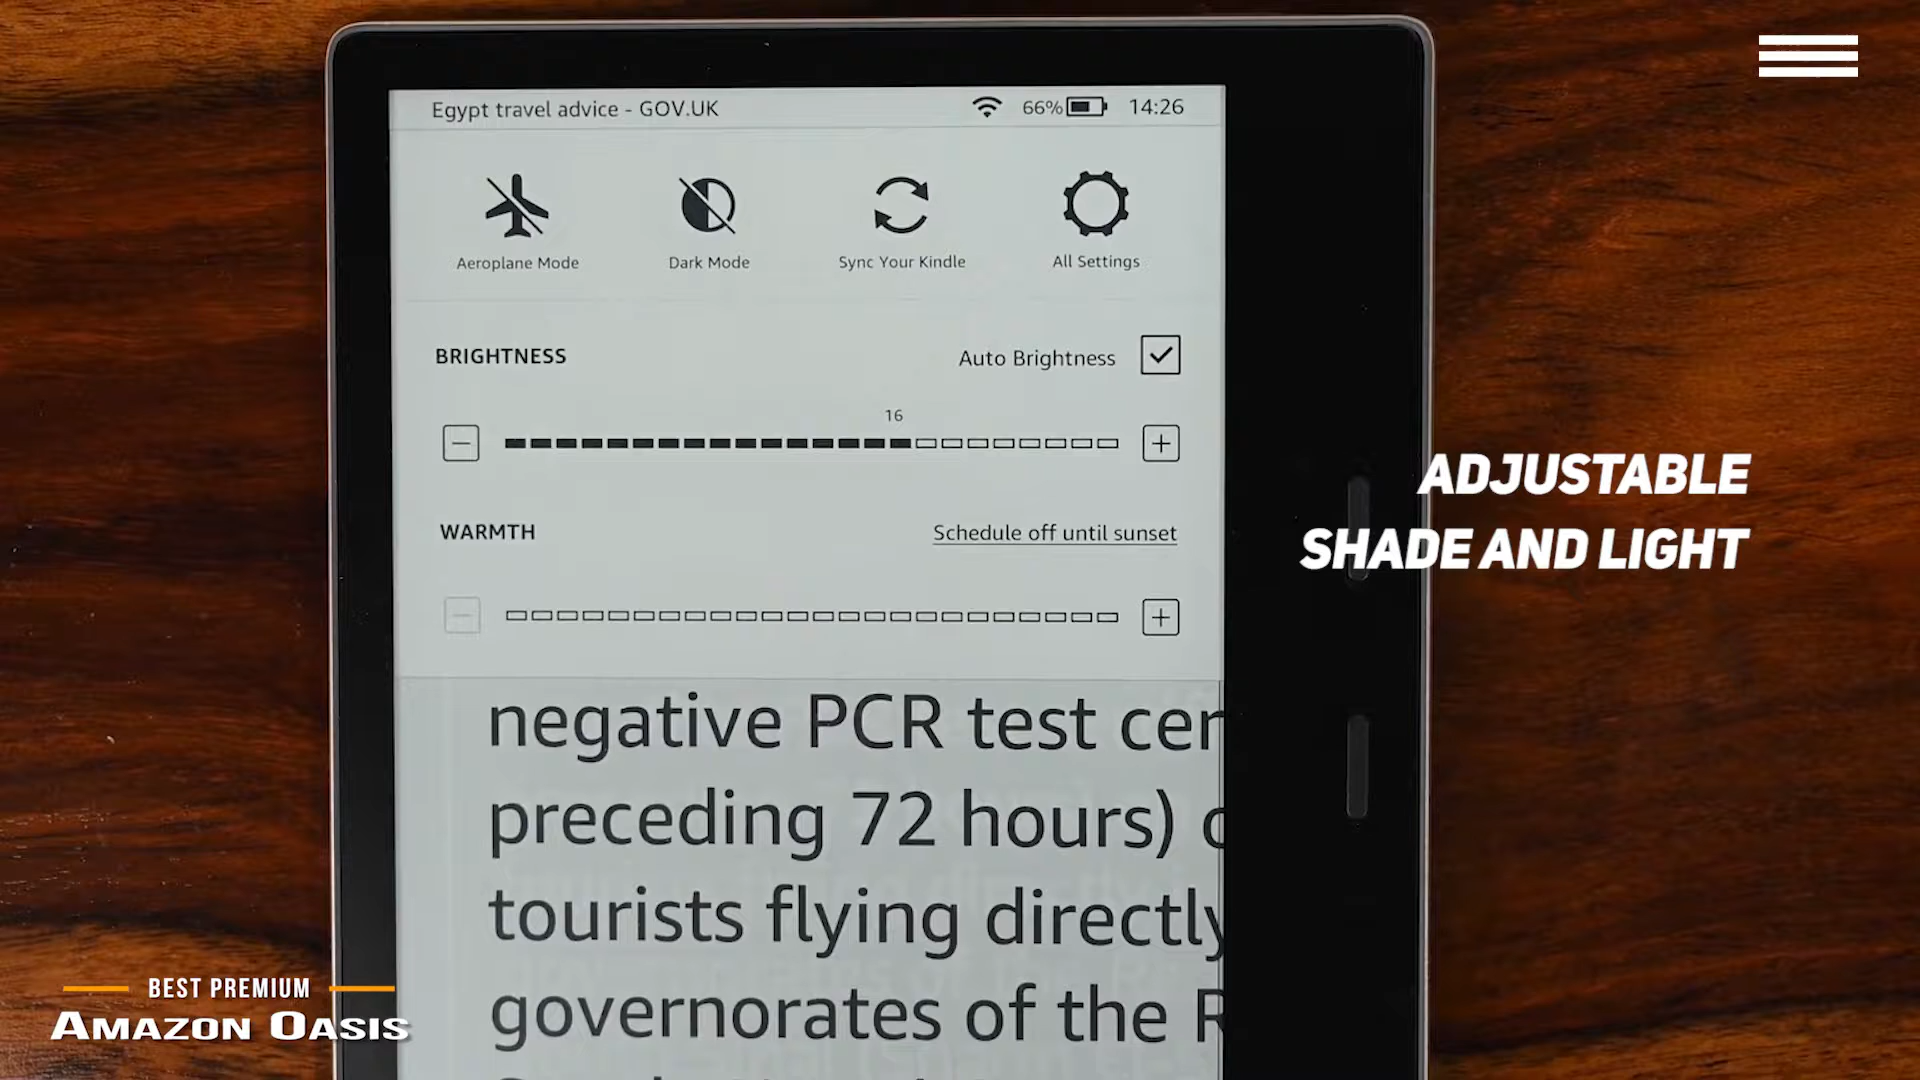 Egypt travel advice - GOV.UK 66% 14:26
Aeroplane Mode Dark Mode Sync Your Kindle All Settings
BRIGHTNESS Auto Brightness
16
WARMTH Schedule off until sunset
negative PCR test cer
preceding 72 hours)
tourists flying directly
governorates of the R
ADJUSTABLE
SHADE AND LIGHT
BEST PREMIUM
AMAZON OASIS